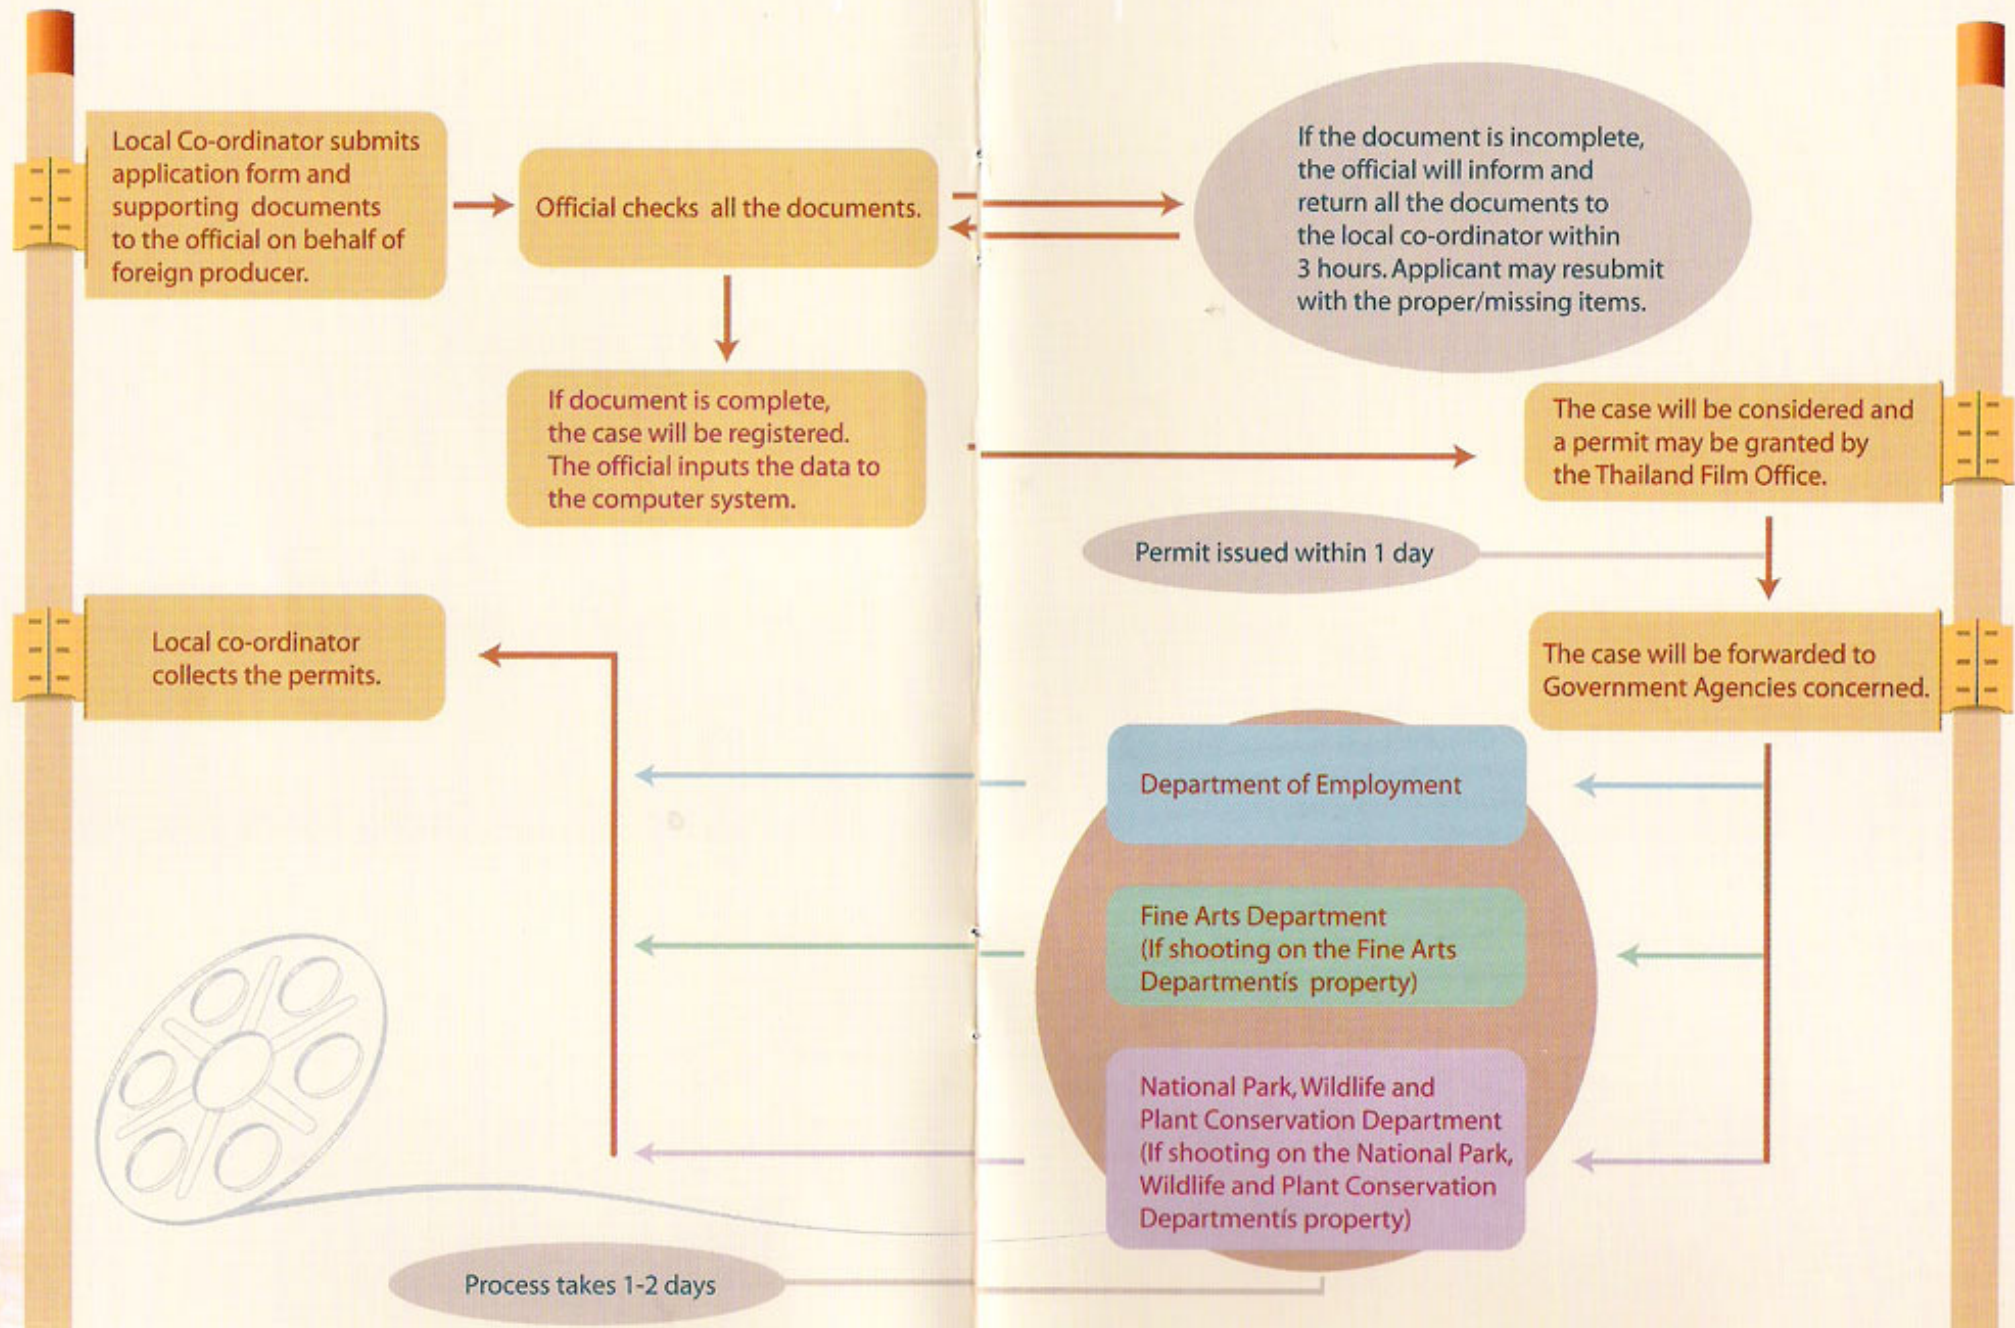 Local Co-ordinator submits
application form and
supporting documents
to the official on behalf of
foreign producer.
Official checks all the documents.
If the document is incomplete,
the official will inform and
return all the documents to
the local co-ordinator within
3 hours. Applicant may resubmit
with the proper/missing items.
If document is complete,
the case will be registered.
The official inputs the data to
the computer system.
The case will be considered and
a permit may be granted by
the Thailand Film Office.
Permit issued within 1 day
The case will be forwarded to
Government Agencies concerned.
Department of Employment
Fine Arts Department
(If shooting on the Fine Arts
Departmentís property)
National Park, Wildlife and
Plant Conservation Department
(If shooting on the National Park,
Wildlife and Plant Conservation
Departmentís property)
Process takes 1-2 days
Local co-ordinator
collects the permits.